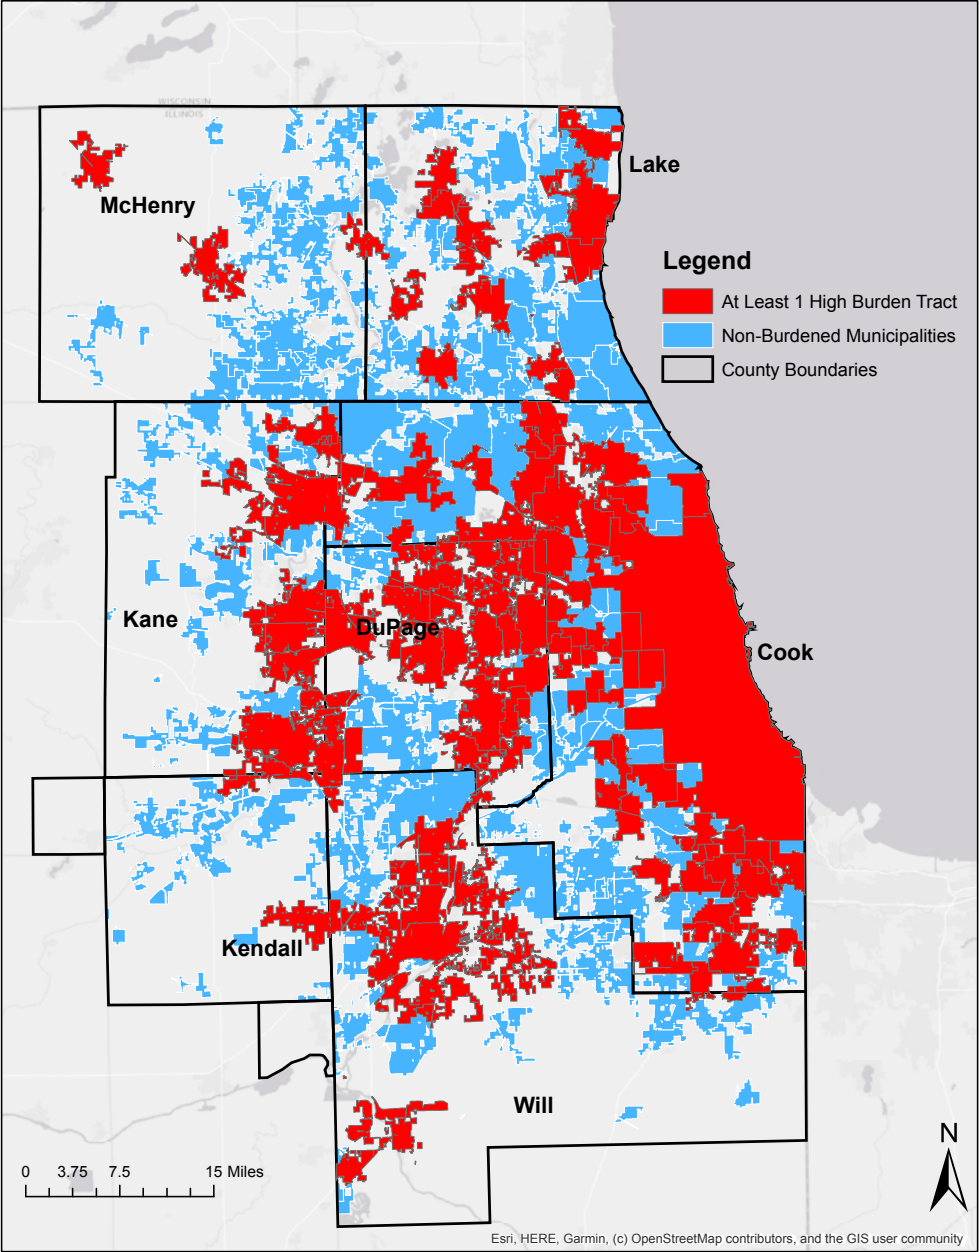 WISCONSIN
ILLINOIS
Lake
McHenry
Legend
At Least 1 High Burden Tract
Non-Burdened Municipalities
County Boundaries
Kane
DuPage
Cook
Kendall
Will
N
0 3.75 7.5 15 Miles
Esri, HERE, Garmin, (c) OpenStreetMap contributors, and the GIS user community